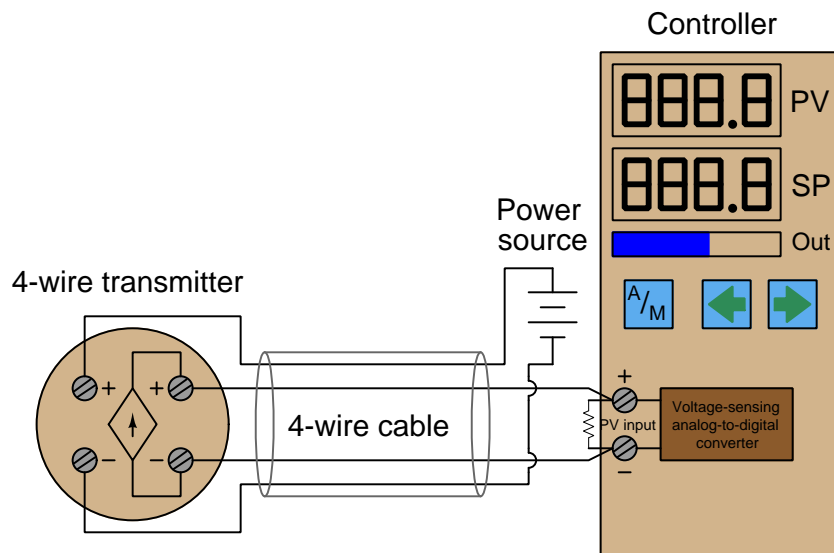 Controller
888.8
PV
888.8
SP
Out
A/M
Power
source
4-wire transmitter
+
+
+
4-wire cable
PV input
Voltage-sensing
analog-to-digital
converter
-
-
-